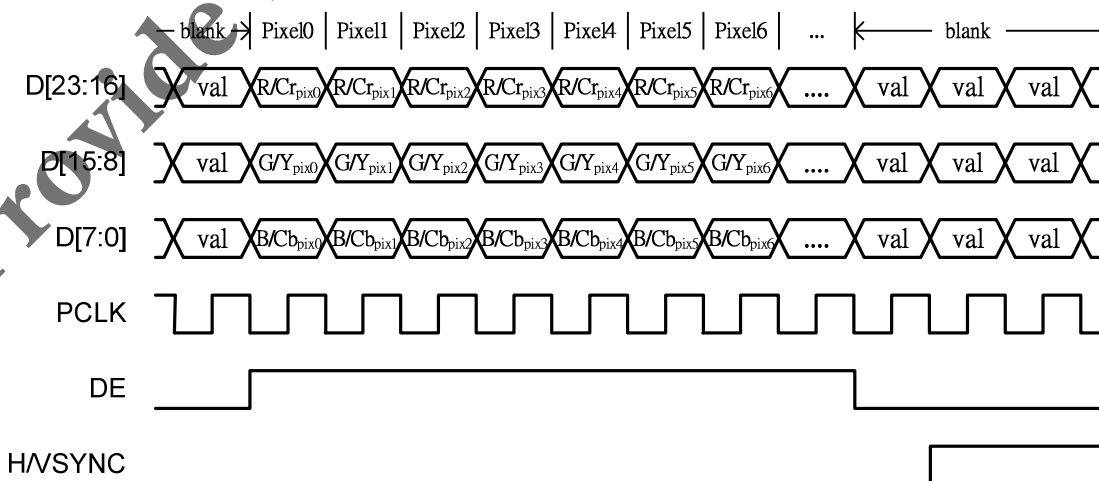 blank Pixel0 Pixel1 Pixel2 Pixel3 Pixel4 Pixel5 Pixel6 ... blank
D[23:16] val R/Crpix0 R/Crpix1 R/Crpix2 R/Crpix3 R/Crpix4 R/Crpix5 R/Crpix6 .... val val val
D[15:8] val G/Ypix0 G/Ypix1 G/Ypix2 G/Ypix3 G/Ypix4 G/Ypix5 G/Ypix6 .... val val val
D[7:0] val B/Cbpix0 B/Cbpix1 B/Cbpix2 B/Cbpix3 B/Cbpix4 B/Cbpix5 B/Cbpix6 .... val val val
PCLK
DE
H/VSYNC
rovide